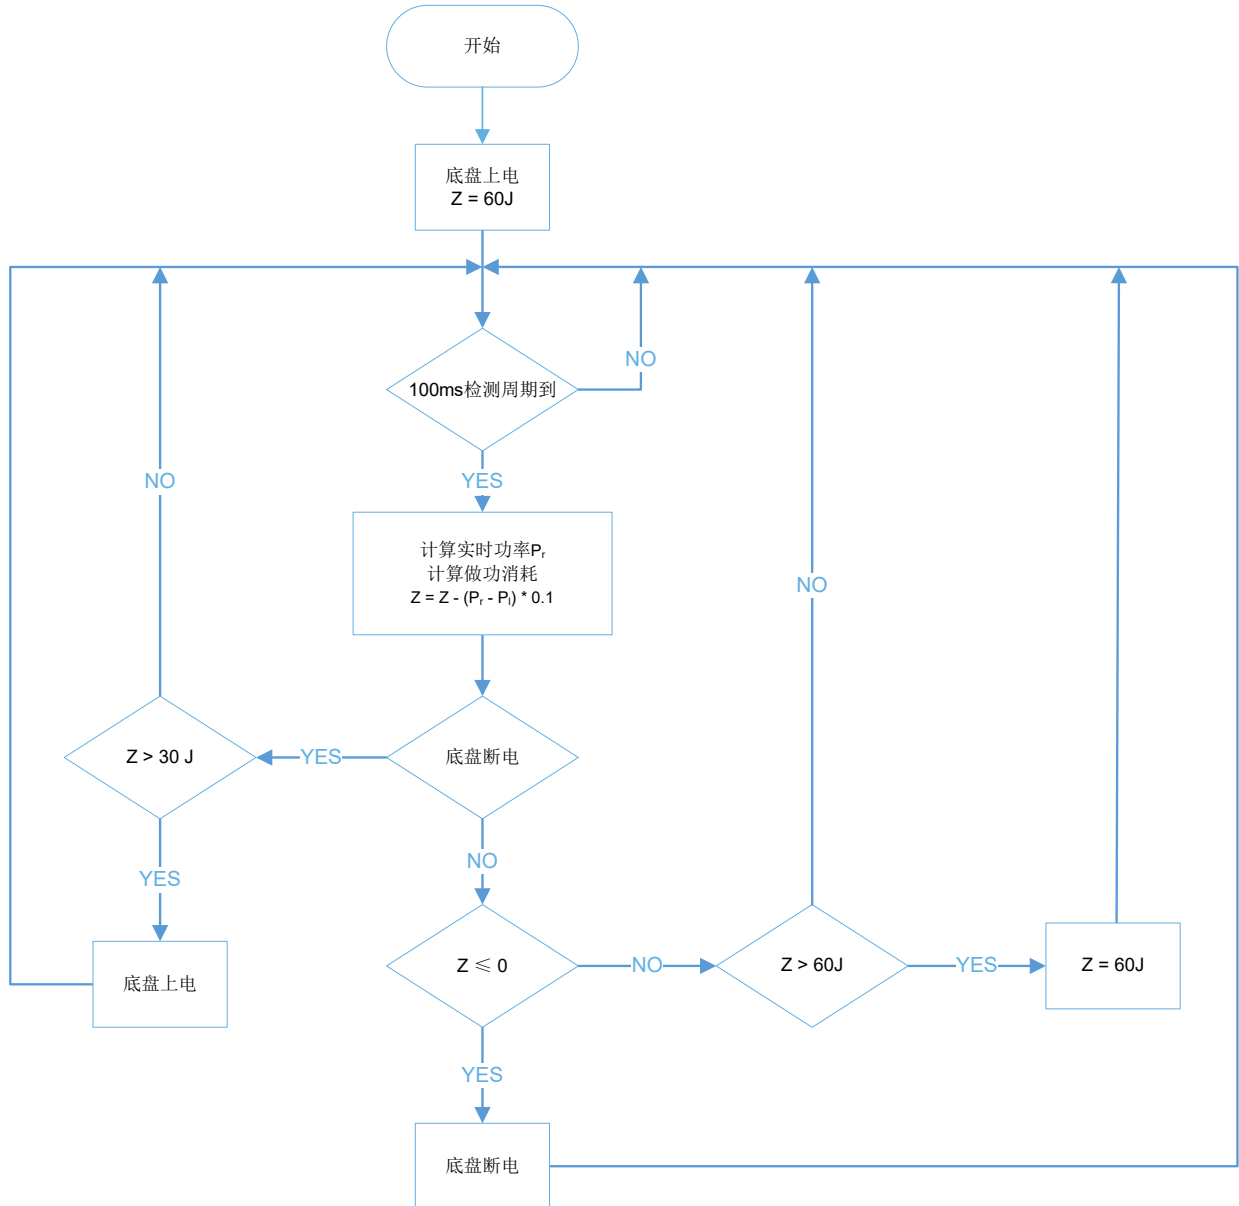 开始
底盘上电
Z = 60J
100ms检测周期到
NO
YES
计算实时功率Pᵣ
计算做功消耗
Z = Z - (Pᵣ - Pₗ) * 0.1
NO
NO
Z > 30 J
YES
底盘断电
YES
NO
底盘上电
Z ≤ 0
NO
Z > 60J
YES
Z = 60J
YES
底盘断电